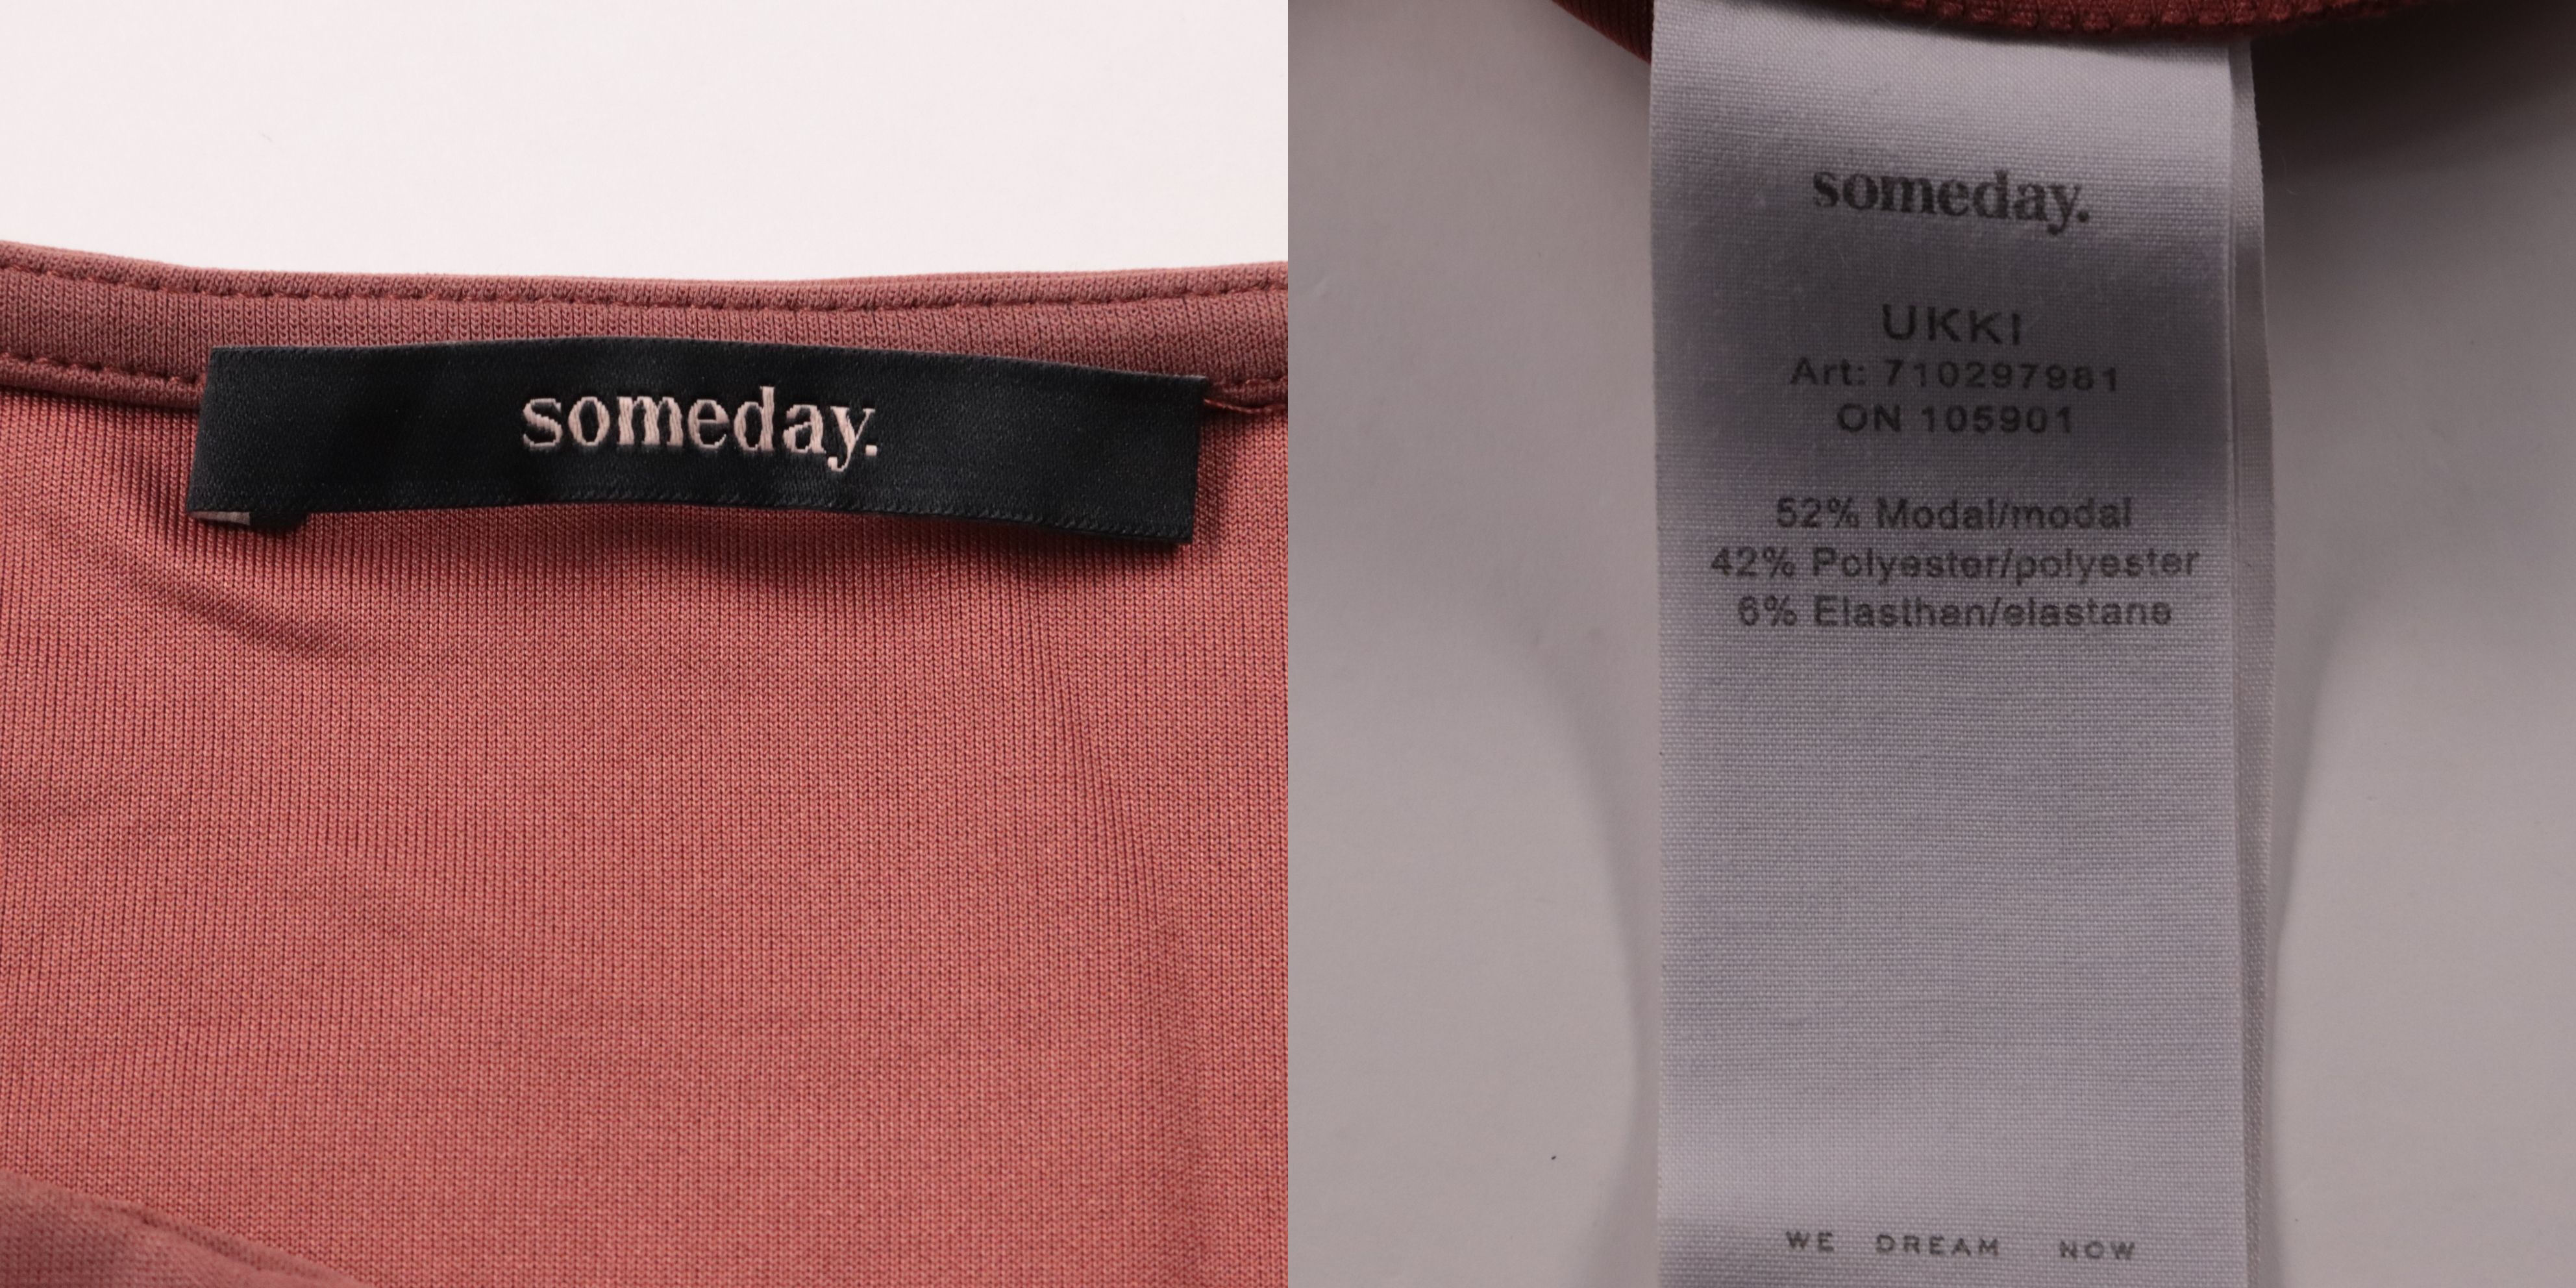 someday.
someday.
UKKI
Art: 710297981
ON 105901
52% Modal/modal
42% Polyester/polyester
6% Elasthan/elastane
WE DREAM NOW